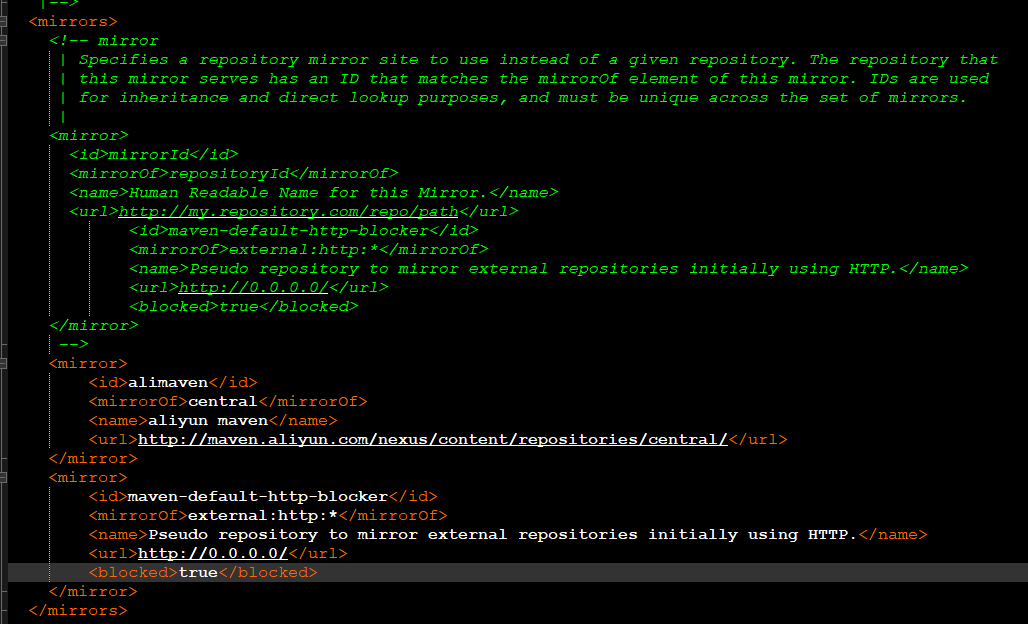 |-->
<mirrors>
<!-- mirror
| Specifies a repository mirror site to use instead of a given repository. The repository that
| this mirror serves has an ID that matches the mirrorOf element of this mirror. IDs are used
| for inheritance and direct lookup purposes, and must be unique across the set of mirrors.
|
<mirror>
<id>mirrorId</id>
<mirrorOf>repositoryId</mirrorOf>
<name>Human Readable Name for this Mirror.</name>
<url>http://my.repository.com/repo/path</url>
<id>maven-default-http-blocker</id>
<mirrorOf>external:http:*</mirrorOf>
<name>Pseudo repository to mirror external repositories initially using HTTP.</name>
<url>http://0.0.0.0/</url>
<blocked>true</blocked>
</mirror>
-->
<mirror>
<id>alimaven</id>
<mirrorOf>central</mirrorOf>
<name>aliyun maven</name>
<url>http://maven.aliyun.com/nexus/content/repositories/central/</url>
</mirror>
<mirror>
<id>maven-default-http-blocker</id>
<mirrorOf>external:http:*</mirrorOf>
<name>Pseudo repository to mirror external repositories initially using HTTP.</name>
<url>http://0.0.0.0/</url>
<blocked>true</blocked>
</mirror>
</mirrors>